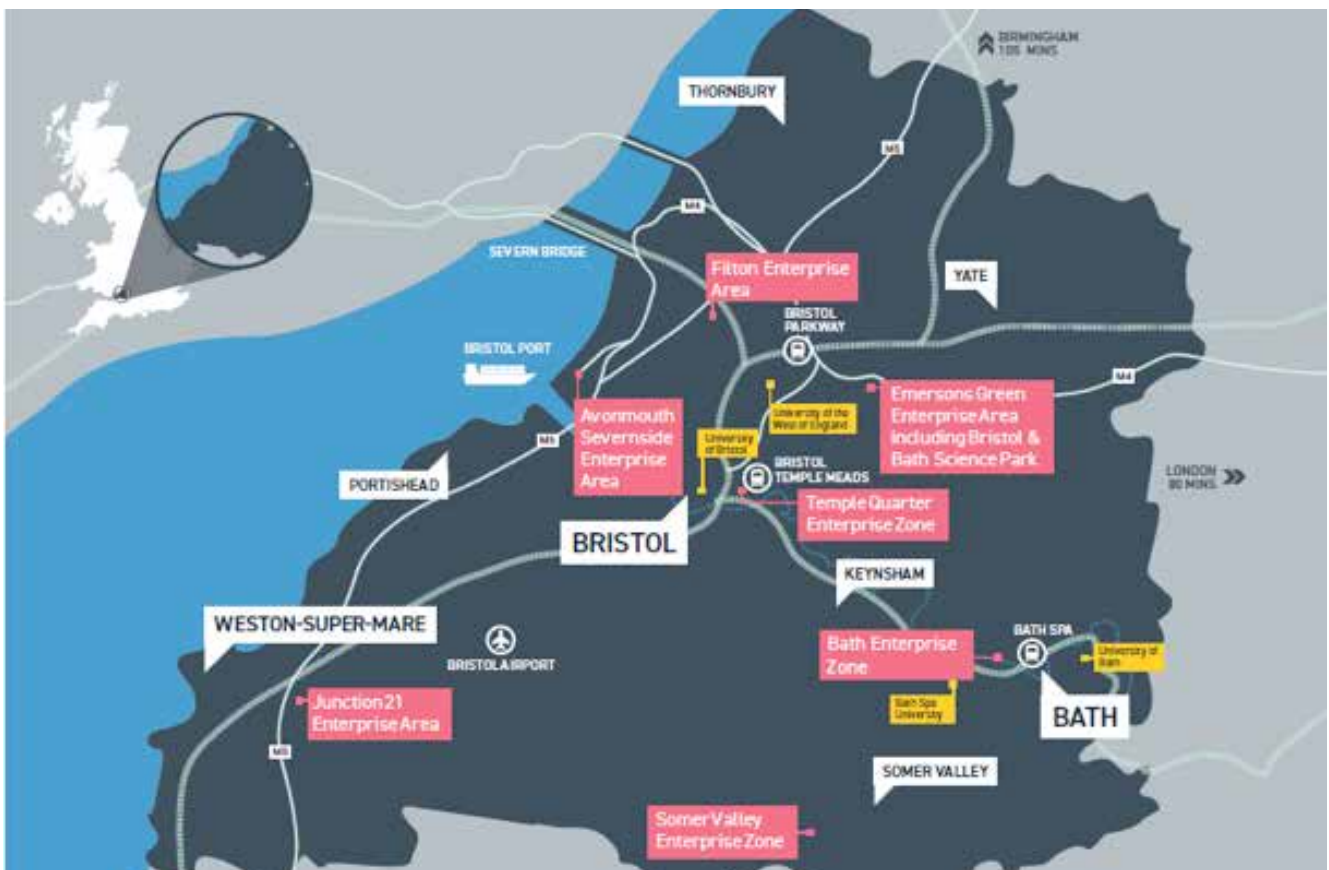 BIRMINGHAM
105 MINS
THORNBURY
M5
M4
SEVERN BRIDGE
Filton Enterprise
Area
YATE
BRISTOL
PARKWAY
BRISTOL PORT
M4
Avonmouth
Severnside
Enterprise
Area
University of the
West of England
Emersons Green
Enterprise Area
including Bristol &
Bath Science Park
University
of Bristol
M5
BRISTOL
TEMPLE MEADS
LONDON
90 MINS
PORTISHEAD
Temple Quarter
Enterprise Zone
BRISTOL
KEYNSHAM
WESTON-SUPER-MARE
BRISTOL AIRPORT
Bath Enterprise
Zone
BATH SPA
University of
Bath Spa
University
BATH
Junction 21
Enterprise Area
M5
SOMER VALLEY
Somer Valley
Enterprise Zone